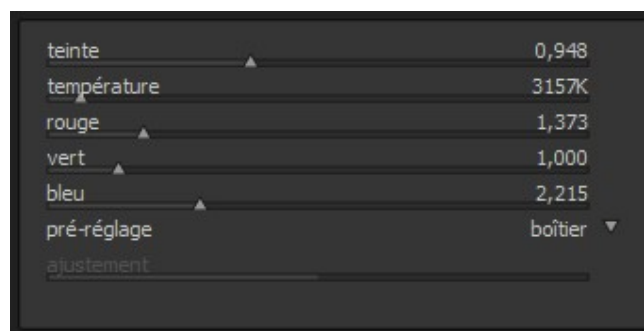 teinte 0,948
température 3157K
rouge 1,373
vert 1,000
bleu 2,215
pré-réglage boîtier
ajustement